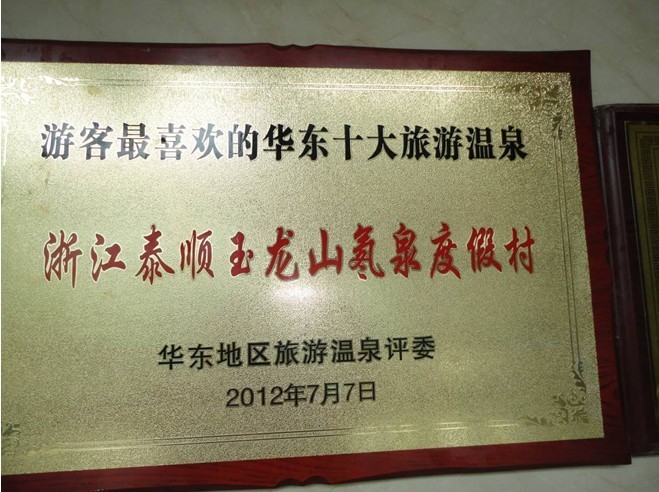 游客最喜欢的华东十大旅游温泉
浙江泰顺玉龙山氡泉度假村
华东地区旅游温泉评委
2012年7月7日